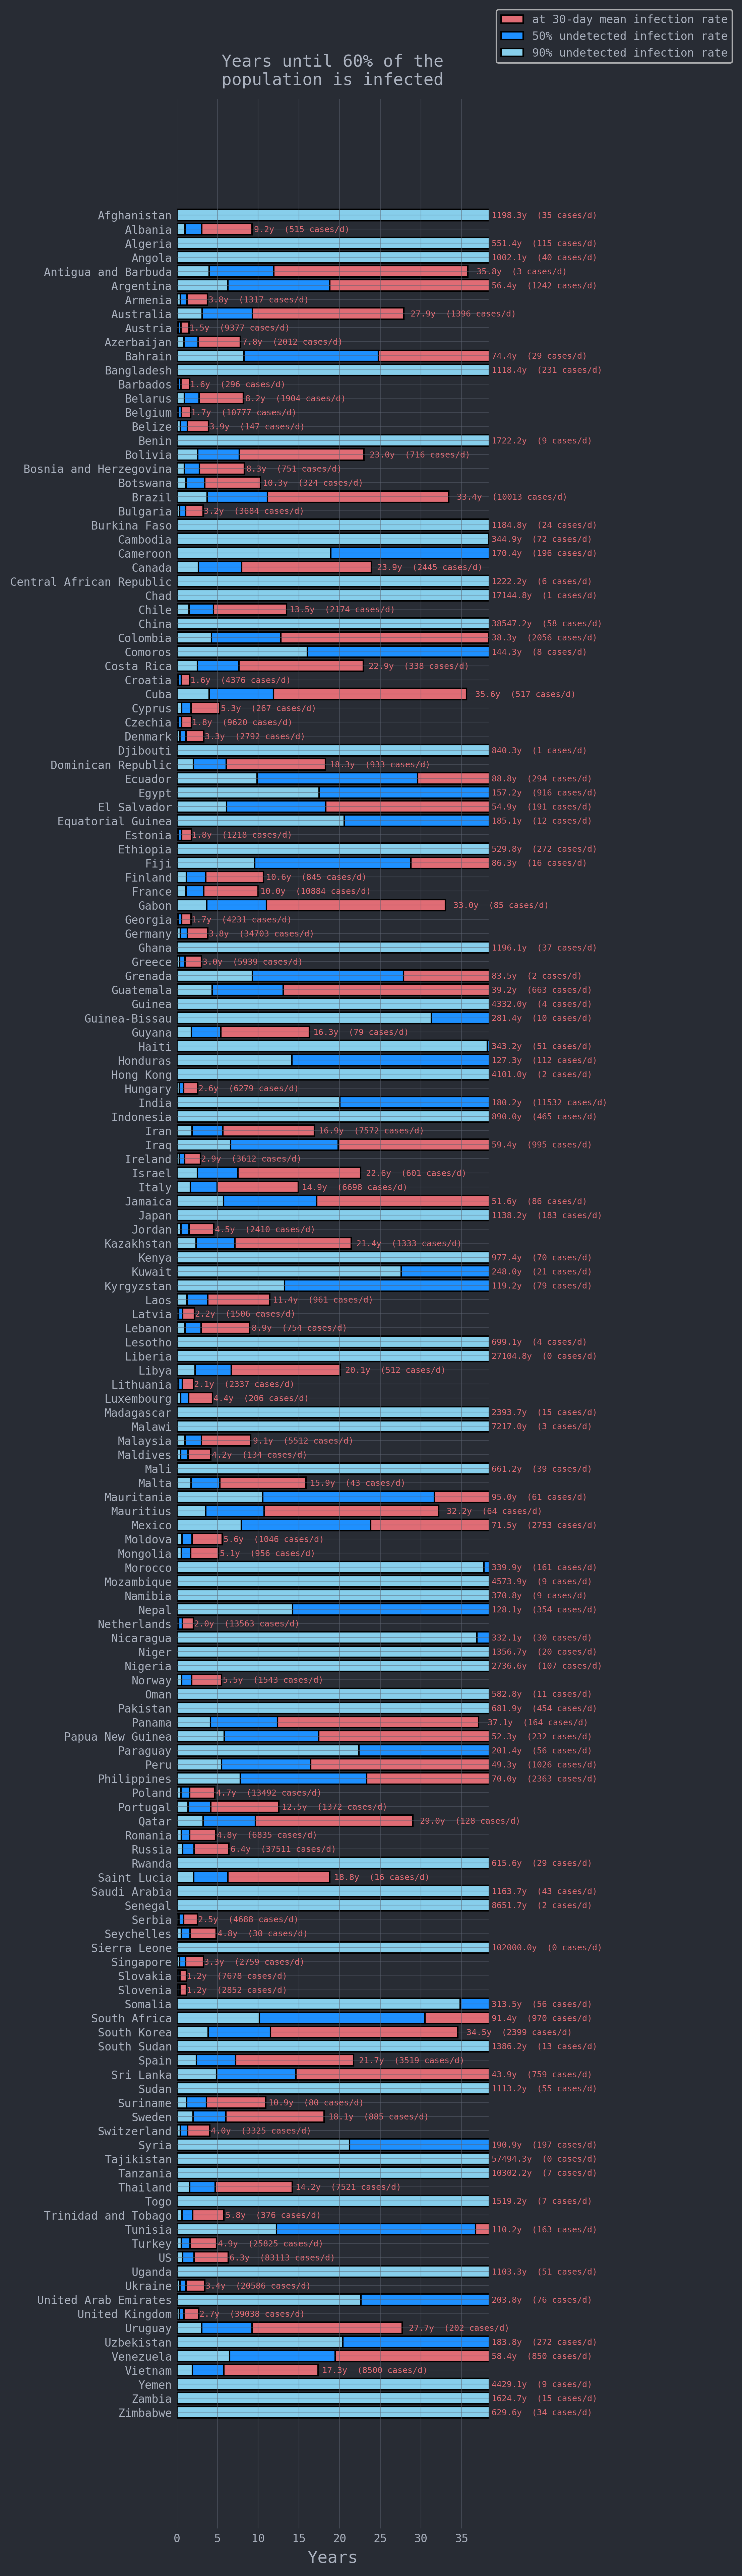 at 30-day mean infection rate
50% undetected infection rate
90% undetected infection rate
Years until 60% of the
population is infected
Afghanistan 1198.3y (35 cases/d)
Albania 9.2y (515 cases/d)
Algeria 551.4y (115 cases/d)
Angola 1002.1y (40 cases/d)
Antigua and Barbuda 35.8y (3 cases/d)
Argentina 56.4y (1242 cases/d)
Armenia 3.8y (1317 cases/d)
Australia 27.9y (1396 cases/d)
Austria 1.5y (9377 cases/d)
Azerbaijan 7.8y (2012 cases/d)
Bahrain 74.4y (29 cases/d)
Bangladesh 1118.4y (231 cases/d)
Barbados 1.6y (296 cases/d)
Belarus 8.2y (1904 cases/d)
Belgium 1.7y (10777 cases/d)
Belize 3.9y (147 cases/d)
Benin 1722.2y (9 cases/d)
Bolivia 23.0y (716 cases/d)
Bosnia and Herzegovina 8.3y (751 cases/d)
Botswana 10.3y (324 cases/d)
Brazil 33.4y (10013 cases/d)
Bulgaria 3.2y (3684 cases/d)
Burkina Faso 1184.8y (24 cases/d)
Cambodia 344.9y (72 cases/d)
Cameroon 170.4y (196 cases/d)
Canada 23.9y (2445 cases/d)
Central African Republic 1222.2y (6 cases/d)
Chad 17144.8y (1 cases/d)
Chile 13.5y (2174 cases/d)
China 38547.2y (58 cases/d)
Colombia 38.3y (2056 cases/d)
Comoros 144.3y (8 cases/d)
Costa Rica 22.9y (338 cases/d)
Croatia 1.6y (4376 cases/d)
Cuba 35.6y (517 cases/d)
Cyprus 5.3y (267 cases/d)
Czechia 1.8y (9620 cases/d)
Denmark 3.3y (2792 cases/d)
Djibouti 840.3y (1 cases/d)
Dominican Republic 18.3y (933 cases/d)
Ecuador 88.8y (294 cases/d)
Egypt 157.2y (916 cases/d)
El Salvador 54.9y (191 cases/d)
Equatorial Guinea 185.1y (12 cases/d)
Estonia 1.8y (1218 cases/d)
Ethiopia 529.8y (272 cases/d)
Fiji 86.3y (16 cases/d)
Finland 10.6y (845 cases/d)
France 10.0y (10884 cases/d)
Gabon 33.0y (85 cases/d)
Georgia 1.7y (4231 cases/d)
Germany 3.8y (34703 cases/d)
Ghana 1196.1y (37 cases/d)
Greece 3.0y (5939 cases/d)
Grenada 83.5y (2 cases/d)
Guatemala 39.2y (663 cases/d)
Guinea 4332.0y (4 cases/d)
Guinea-Bissau 281.4y (10 cases/d)
Guyana 16.3y (79 cases/d)
Haiti 343.2y (51 cases/d)
Honduras 127.3y (112 cases/d)
Hong Kong 4101.0y (2 cases/d)
Hungary 2.6y (6279 cases/d)
India 180.2y (11532 cases/d)
Indonesia 890.0y (465 cases/d)
Iran 16.9y (7572 cases/d)
Iraq 59.4y (995 cases/d)
Ireland 2.9y (3612 cases/d)
Israel 22.6y (601 cases/d)
Italy 14.9y (6698 cases/d)
Jamaica 51.6y (86 cases/d)
Japan 1138.2y (183 cases/d)
Jordan 4.5y (2410 cases/d)
Kazakhstan 21.4y (1333 cases/d)
Kenya 977.4y (70 cases/d)
Kuwait 248.0y (21 cases/d)
Kyrgyzstan 119.2y (79 cases/d)
Laos 11.4y (961 cases/d)
Latvia 2.2y (1506 cases/d)
Lebanon 8.9y (754 cases/d)
Lesotho 699.1y (4 cases/d)
Liberia 27104.8y (0 cases/d)
Libya 20.1y (512 cases/d)
Lithuania 2.1y (2337 cases/d)
Luxembourg 4.4y (206 cases/d)
Madagascar 2393.7y (15 cases/d)
Malawi 7217.0y (3 cases/d)
Malaysia 9.1y (5512 cases/d)
Maldives 4.2y (134 cases/d)
Mali 661.2y (39 cases/d)
Malta 15.9y (43 cases/d)
Mauritania 95.0y (61 cases/d)
Mauritius 32.2y (64 cases/d)
Mexico 71.5y (2753 cases/d)
Moldova 5.6y (1046 cases/d)
Mongolia 5.1y (956 cases/d)
Morocco 339.9y (161 cases/d)
Mozambique 4573.9y (9 cases/d)
Namibia 370.8y (9 cases/d)
Nepal 128.1y (354 cases/d)
Netherlands 2.0y (13563 cases/d)
Nicaragua 332.1y (30 cases/d)
Niger 1356.7y (20 cases/d)
Nigeria 2736.6y (107 cases/d)
Norway 5.5y (1543 cases/d)
Oman 582.8y (11 cases/d)
Pakistan 681.9y (454 cases/d)
Panama 37.1y (164 cases/d)
Papua New Guinea 52.3y (232 cases/d)
Paraguay 201.4y (56 cases/d)
Peru 49.3y (1026 cases/d)
Philippines 70.0y (2363 cases/d)
Poland 4.7y (13492 cases/d)
Portugal 12.5y (1372 cases/d)
Qatar 29.0y (128 cases/d)
Romania 4.8y (6835 cases/d)
Russia 6.4y (37511 cases/d)
Rwanda 615.6y (29 cases/d)
Saint Lucia 18.8y (16 cases/d)
Saudi Arabia 1163.7y (43 cases/d)
Senegal 8651.7y (2 cases/d)
Serbia 2.5y (4688 cases/d)
Seychelles 4.8y (30 cases/d)
Sierra Leone 102000.0y (0 cases/d)
Singapore 3.3y (2759 cases/d)
Slovakia 1.2y (7678 cases/d)
Slovenia 1.2y (2852 cases/d)
Somalia 313.5y (56 cases/d)
South Africa 91.4y (970 cases/d)
South Korea 34.5y (2399 cases/d)
South Sudan 1386.2y (13 cases/d)
Spain 21.7y (3519 cases/d)
Sri Lanka 43.9y (759 cases/d)
Sudan 1113.2y (55 cases/d)
Suriname 10.9y (80 cases/d)
Sweden 18.1y (885 cases/d)
Switzerland 4.0y (3325 cases/d)
Syria 190.9y (197 cases/d)
Tajikistan 57494.3y (0 cases/d)
Tanzania 10302.2y (7 cases/d)
Thailand 14.2y (7521 cases/d)
Togo 1519.2y (7 cases/d)
Trinidad and Tobago 5.8y (376 cases/d)
Tunisia 110.2y (163 cases/d)
Turkey 4.9y (25825 cases/d)
US 6.3y (83113 cases/d)
Uganda 1103.3y (51 cases/d)
Ukraine 3.4y (20586 cases/d)
United Arab Emirates 203.8y (76 cases/d)
United Kingdom 2.7y (39038 cases/d)
Uruguay 27.7y (202 cases/d)
Uzbekistan 183.8y (272 cases/d)
Venezuela 58.4y (850 cases/d)
Vietnam 17.3y (8500 cases/d)
Yemen 4429.1y (9 cases/d)
Zambia 1624.7y (15 cases/d)
Zimbabwe 629.6y (34 cases/d)
0 5 10 15 20 25 30 35
Years